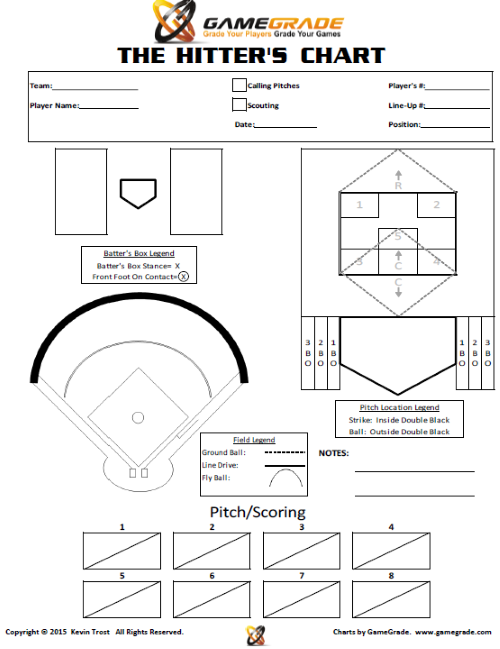 GAMEGRADE
Grade Your Players Grade Your Games
THE HITTER'S CHART
Team: Calling Pitches Player's #:
Player Name: Scouting Line-Up #:
Date: Position:
R
1 2
S
3 C 4
C
Batter's Box Legend
Batter's Box Stance= X
Front Foot On Contact= X
3 2 1 1 2 3
B B B B B B
O O O O O O
Pitch Location Legend
Strike: Inside Double Black
Ball: Outside Double Black
Field Legend
Ground Ball:
Line Drive:
Fly Ball:
NOTES:
Pitch/Scoring
1 2 3 4
5 6 7 8
Copyright © 2015 Kevin Trost All Rights Reserved. Charts by GameGrade. www.gamegrade.com